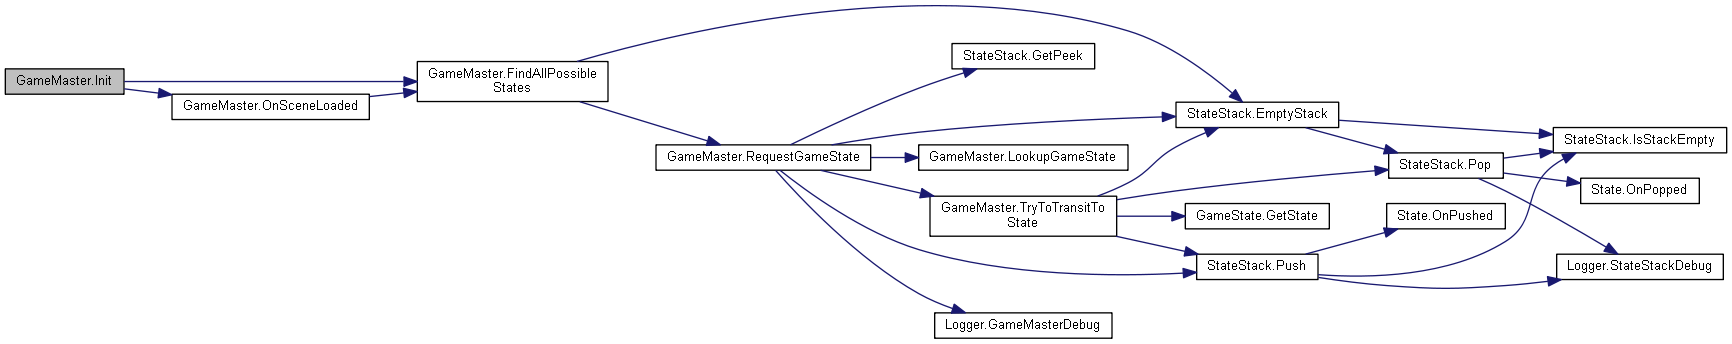 GameMaster.Init
GameMaster.OnSceneLoaded
GameMaster.FindAllPossible
States
GameMaster.RequestGameState
StateStack.GetPeek
GameMaster.LookupGameState
GameMaster.TryToTransitTo
State
Logger.GameMasterDebug
StateStack.EmptyStack
GameState.GetState
StateStack.Push
StateStack.Pop
State.OnPushed
StateStack.IsStackEmpty
State.OnPopped
Logger.StateStackDebug